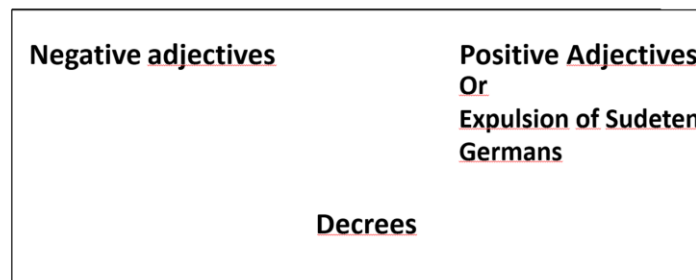 Negative adjectives
Positive Adjectives
Or
Expulsion of Sudeten
Germans
Decrees